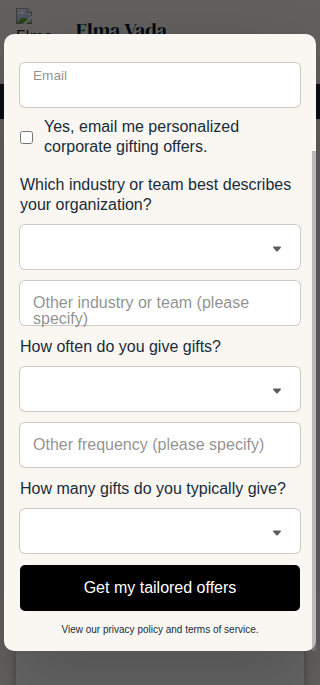 Elma Vada
Email
Yes, email me personalized
corporate gifting offers.
Which industry or team best describes
your organization?
Other industry or team (please
specify)
How often do you give gifts?
Other frequency (please specify)
How many gifts do you typically give?
Get my tailored offers
View our privacy policy and terms of service.